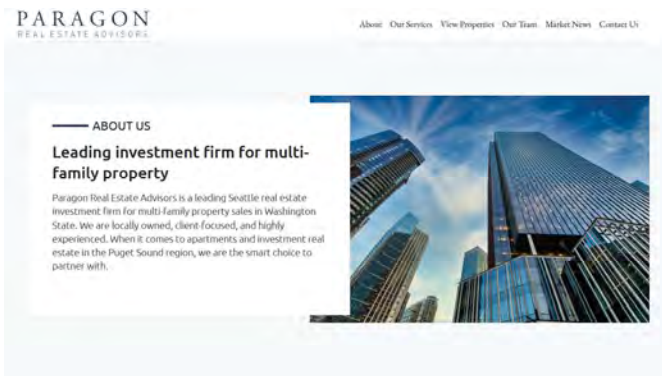 PARAGON
REAL ESTATE ADVISORS
About Our Services View Properties Our Team Market News Contact Us
ABOUT US
Leading investment firm for multi-
family property
Paragon Real Estate Advisors is a leading Seattle real estate
investment firm for multi-family property sales in Washington
State. We are locally owned, client-focused, and highly
experienced. When it comes to apartments and investment real
estate in the Puget Sound region, we are the smart choice to
partner with.